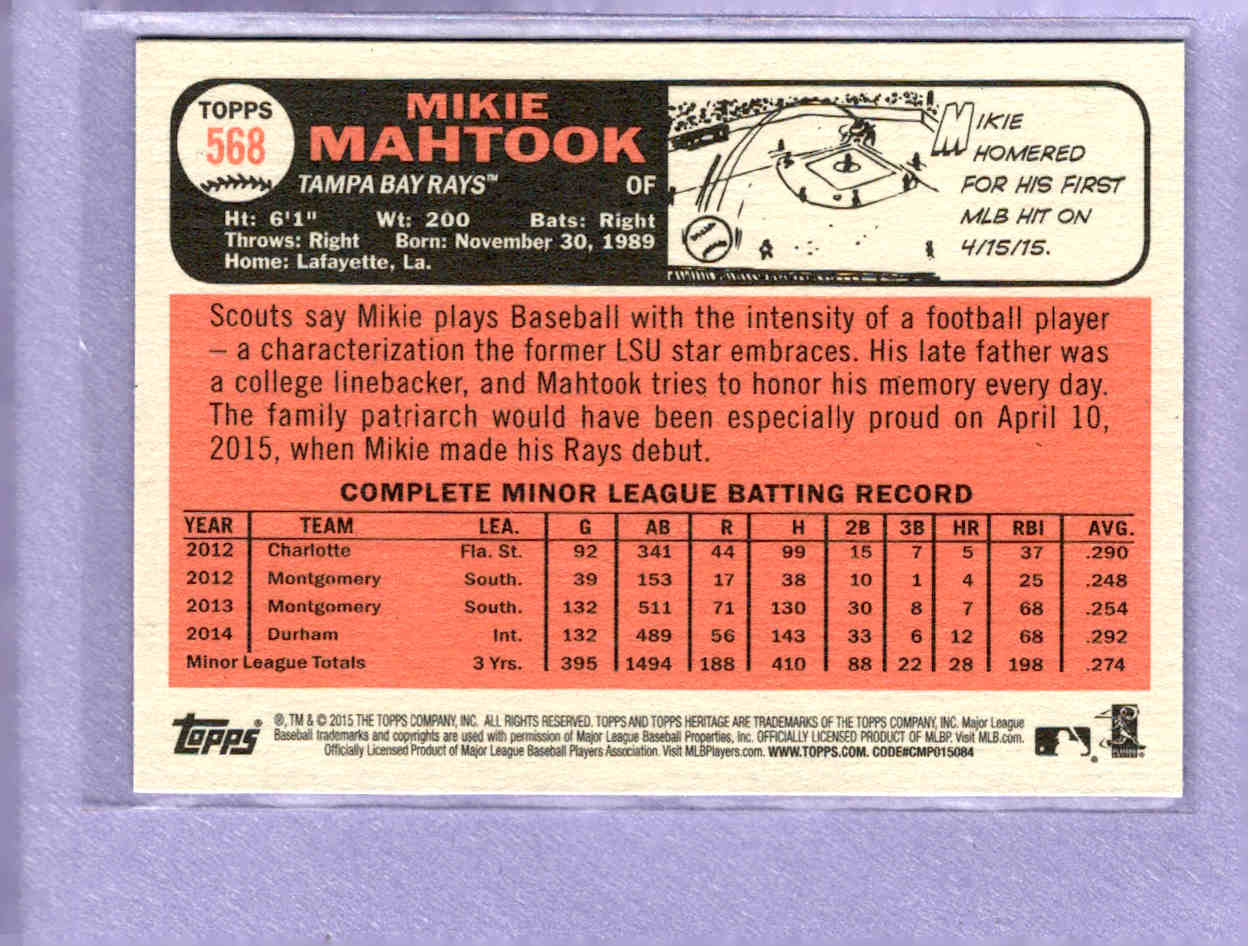 TOPPS
568
MIKIE
MAHTOOK
TAMPA BAY RAYS™ OF
Ht: 6'1" Wt: 200 Bats: Right
Throws: Right Born: November 30, 1989
Home: Lafayette, La.
MIKIE
HOMERED
FOR HIS FIRST
MLB HIT ON
4/15/15.
Scouts say Mikie plays Baseball with the intensity of a football player
– a characterization the former LSU star embraces. His late father was
a college linebacker, and Mahtook tries to honor his memory every day.
The family patriarch would have been especially proud on April 10,
2015, when Mikie made his Rays debut.
COMPLETE MINOR LEAGUE BATTING RECORD
YEAR TEAM LEA. G AB R H 2B 3B HR RBI AVG.
2012 Charlotte Fla. St. 92 341 44 99 15 7 5 37 .290
2012 Montgomery South. 39 153 17 38 10 1 4 25 .248
2013 Montgomery South. 132 511 71 130 30 8 7 68 .254
2014 Durham Int. 132 489 56 143 33 6 12 68 .292
Minor League Totals 3 Yrs. 395 1494 188 410 88 22 28 198 .274
Topps® ®, TM & © 2015 THE TOPPS COMPANY, INC. ALL RIGHTS RESERVED. TOPPS AND TOPPS HERITAGE ARE TRADEMARKS OF THE TOPPS COMPANY, INC. Major League
Baseball trademarks and copyrights are used with permission of Major League Baseball Properties, Inc. OFFICIALLY LICENSED PRODUCT OF MLBP. Visit MLB.com.
Officially Licensed Product of Major League Baseball Players Association. Visit MLBPlayers.com. WWW.TOPPS.COM. CODE#CMP015084